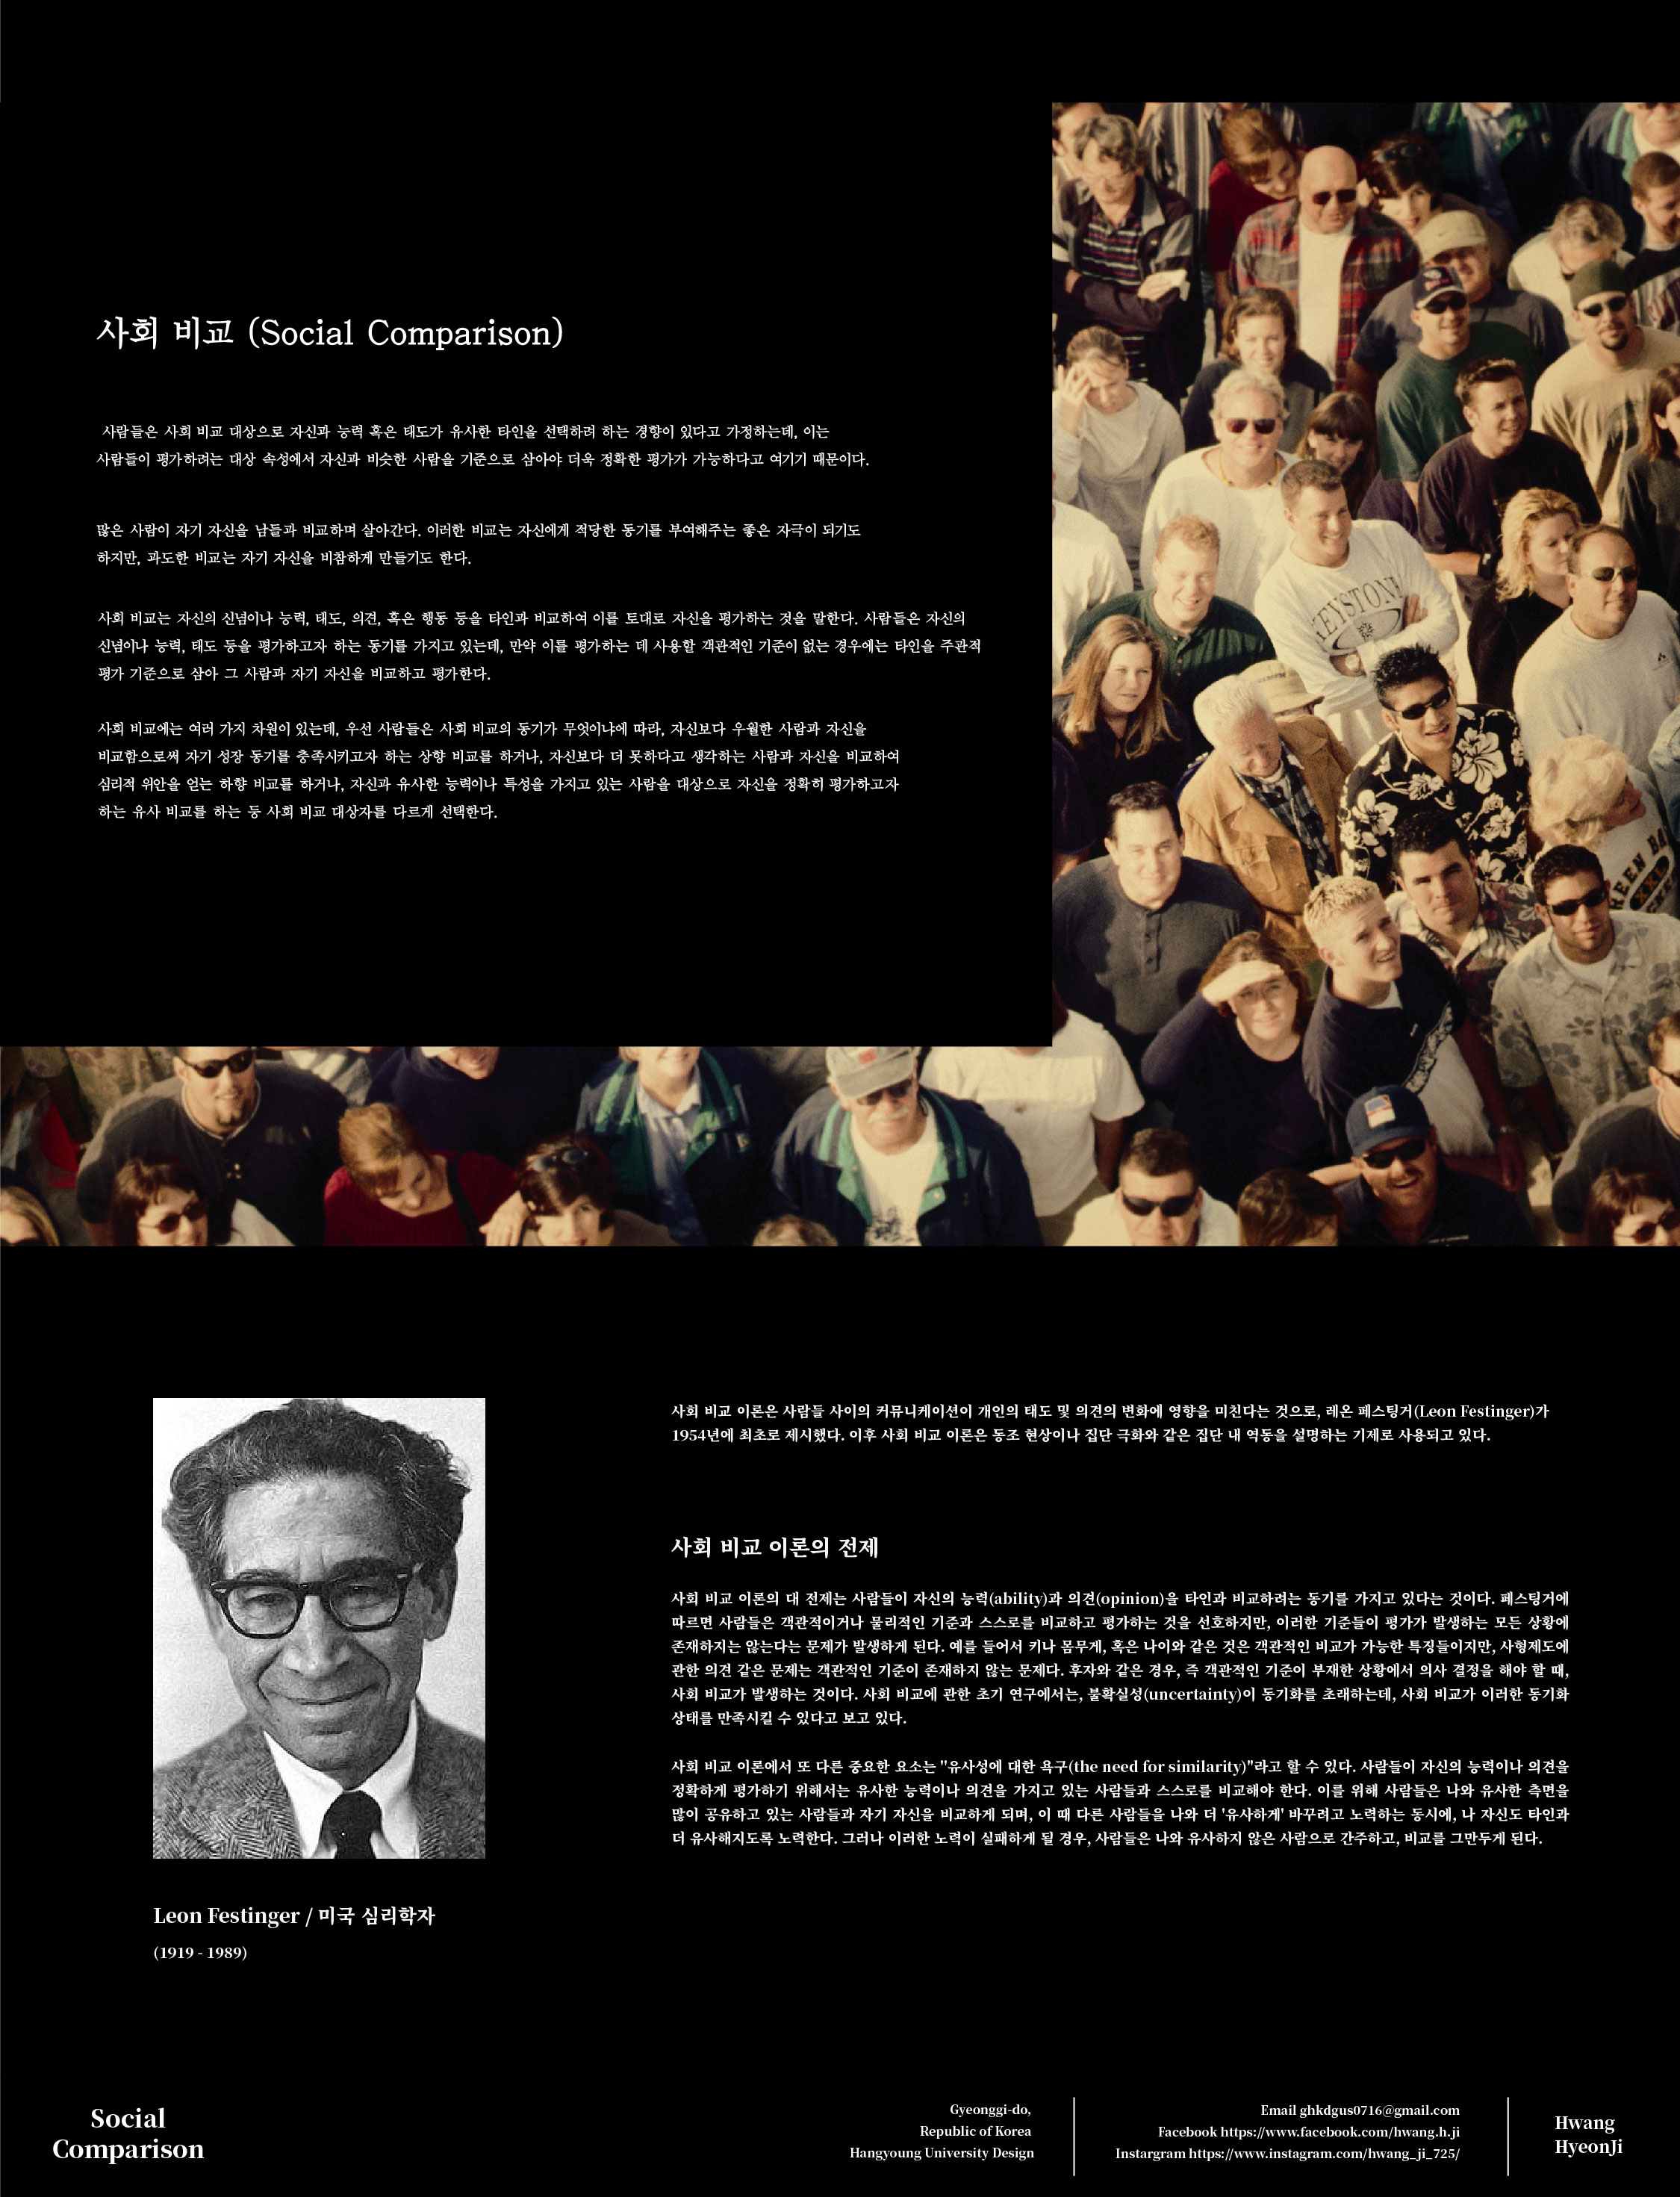 사회 비교 (Social Comparison)
사람들은 사회 비교 대상으로 자신과 능력 혹은 태도가 유사한 타인을 선택하려 하는 경향이 있다고 가정하는데, 이는
사람들이 평가하려는 대상 속성에서 자신과 비슷한 사람을 기준으로 삼아야 더욱 정확한 평가가 가능하다고 여기기 때문이다.
많은 사람이 자기 자신을 남들과 비교하며 살아간다. 이러한 비교는 자신에게 적당한 동기를 부여해주는 좋은 자극이 되기도
하지만, 과도한 비교는 자기 자신을 비참하게 만들기도 한다.
사회 비교는 자신의 신념이나 능력, 태도, 의견, 혹은 행동 등을 타인과 비교하여 이를 토대로 자신을 평가하는 것을 말한다. 사람들은 자신의
신념이나 능력, 태도 등을 평가하고자 하는 동기를 가지고 있는데, 만약 이를 평가하는 데 사용할 객관적인 기준이 없는 경우에는 타인을 주관적
평가 기준으로 삼아 그 사람과 자기 자신을 비교하고 평가한다.
사회 비교에는 여러 가지 차원이 있는데, 우선 사람들은 사회 비교의 동기가 무엇이냐에 따라, 자신보다 우월한 사람과 자신을
비교함으로써 자기 성장 동기를 충족시키고자 하는 상향 비교를 하거나, 자신보다 더 못하다고 생각하는 사람과 자신을 비교하여
심리적 위안을 얻는 하향 비교를 하거나, 자신과 유사한 능력이나 특성을 가지고 있는 사람을 대상으로 자신을 정확히 평가하고자
하는 유사 비교를 하는 등 사회 비교 대상자를 다르게 선택한다.
KEYSTONE
GREEN BA
XXXI
사회 비교 이론은 사람들 사이의 커뮤니케이션이 개인의 태도 및 의견의 변화에 영향을 미친다는 것으로, 레온 페스팅거(Leon Festinger)가
1954년에 최초로 제시했다. 이후 사회 비교 이론은 동조 현상이나 집단 극화와 같은 집단 내 역동을 설명하는 기제로 사용되고 있다.
사회 비교 이론의 전제
사회 비교 이론의 대 전제는 사람들이 자신의 능력(ability)과 의견(opinion)을 타인과 비교하려는 동기를 가지고 있다는 것이다. 페스팅거에
따르면 사람들은 객관적이거나 물리적인 기준과 스스로를 비교하고 평가하는 것을 선호하지만, 이러한 기준들이 평가가 발생하는 모든 상황에
존재하지는 않는다는 문제가 발생하게 된다. 예를 들어서 키나 몸무게, 혹은 나이와 같은 것은 객관적인 비교가 가능한 특징들이지만, 사형제도에
관한 의견 같은 문제는 객관적인 기준이 존재하지 않는 문제다. 후자와 같은 경우, 즉 객관적인 기준이 부재한 상황에서 의사 결정을 해야 할 때,
사회 비교가 발생하는 것이다. 사회 비교에 관한 초기 연구에서는, 불확실성(uncertainty)이 동기화를 초래하는데, 사회 비교가 이러한 동기화
상태를 만족시킬 수 있다고 보고 있다.
사회 비교 이론에서 또 다른 중요한 요소는 "유사성에 대한 욕구(the need for similarity)"라고 할 수 있다. 사람들이 자신의 능력이나 의견을
정확하게 평가하기 위해서는 유사한 능력이나 의견을 가지고 있는 사람들과 스스로를 비교해야 한다. 이를 위해 사람들은 나와 유사한 측면을
많이 공유하고 있는 사람들과 자기 자신을 비교하게 되며, 이 때 다른 사람들을 나와 더 '유사하게' 바꾸려고 노력하는 동시에, 나 자신도 타인과
더 유사해지도록 노력한다. 그러나 이러한 노력이 실패하게 될 경우, 사람들은 나와 유사하지 않은 사람으로 간주하고, 비교를 그만두게 된다.
Leon Festinger / 미국 심리학자
(1919 - 1989)
Social
Comparison
Gyeonggi-do,
Republic of Korea
Hangyoung University Design
Email ghkdgus0716@gmail.com
Facebook https://www.facebook.com/hwang.h.ji
Instargram https://www.instagram.com/hwang_ji_725/
Hwang
HyeonJi